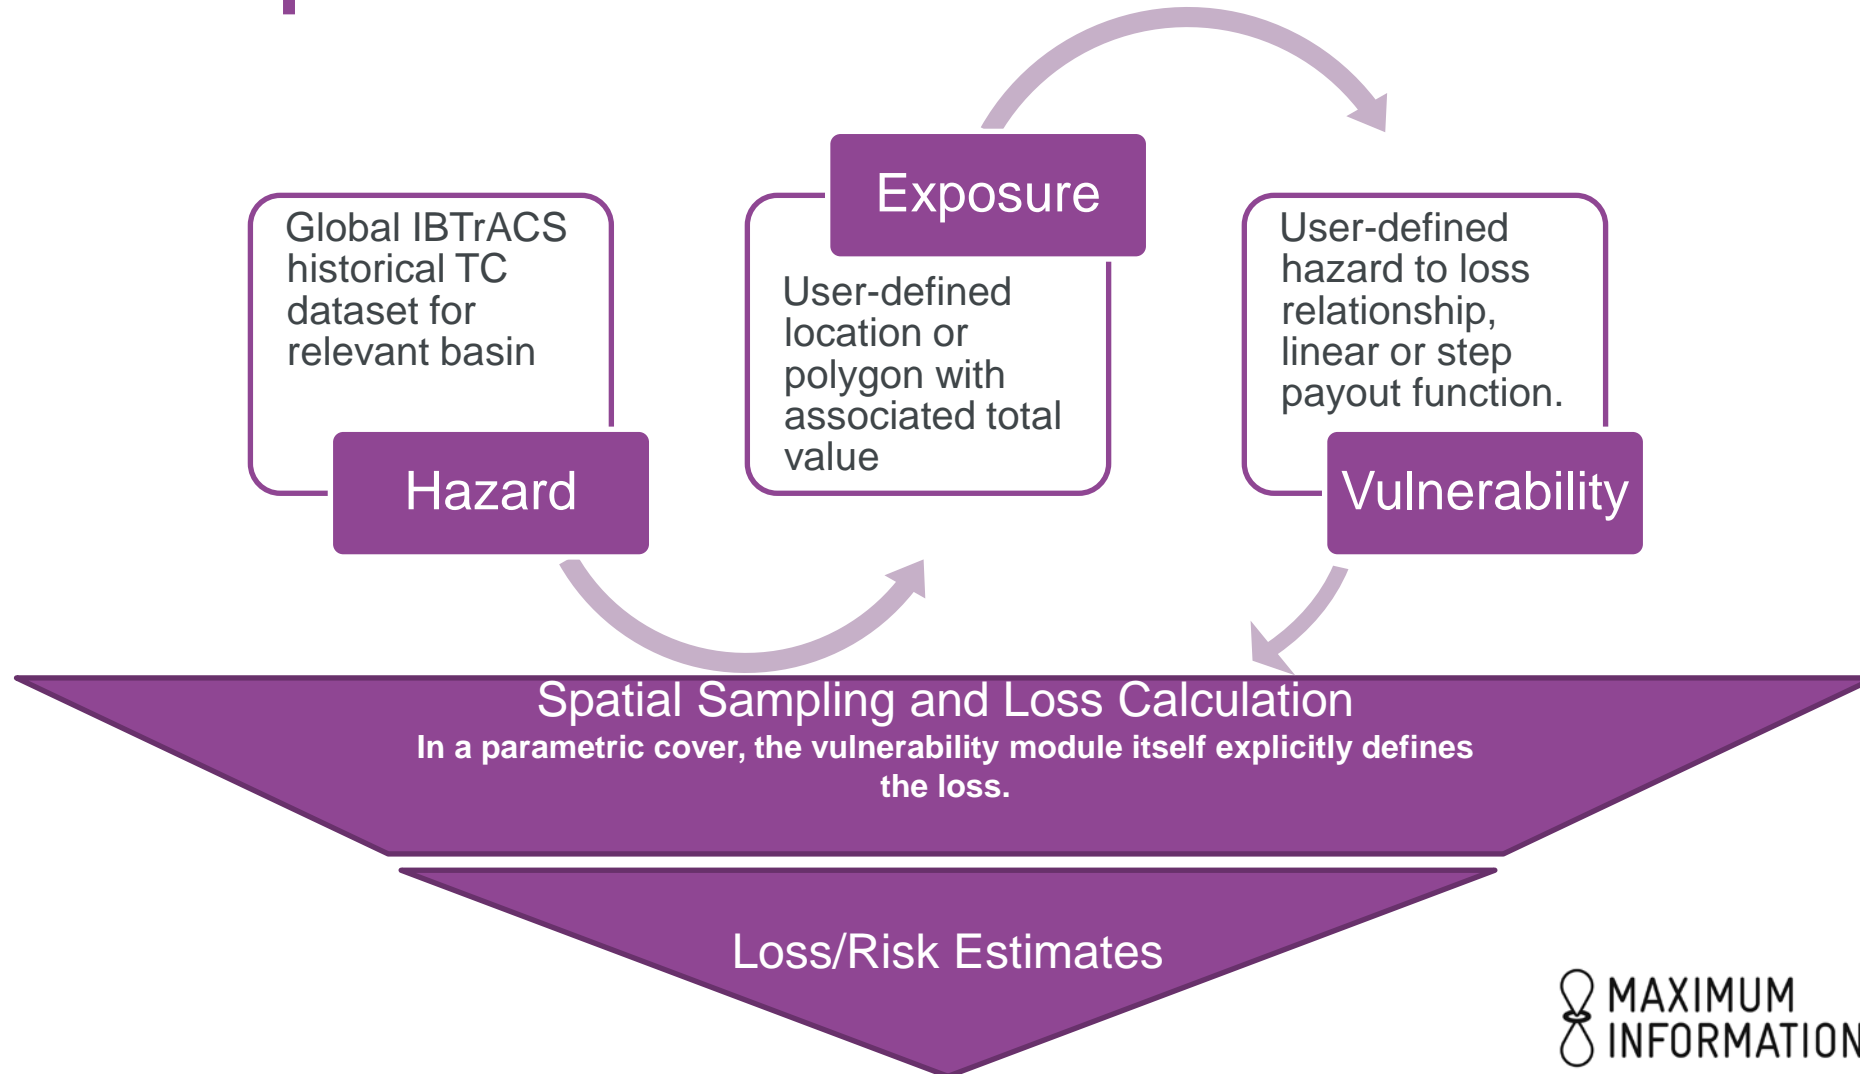 Global IBTrACS
historical TC
dataset for
relevant basin
Hazard
Exposure
User-defined
location or
polygon with
associated total
value
User-defined
hazard to loss
relationship,
linear or step
payout function.
Vulnerability
Spatial Sampling and Loss Calculation
In a parametric cover, the vulnerability module itself explicitly defines
the loss.
Loss/Risk Estimates
MAXIMUM
INFORMATION